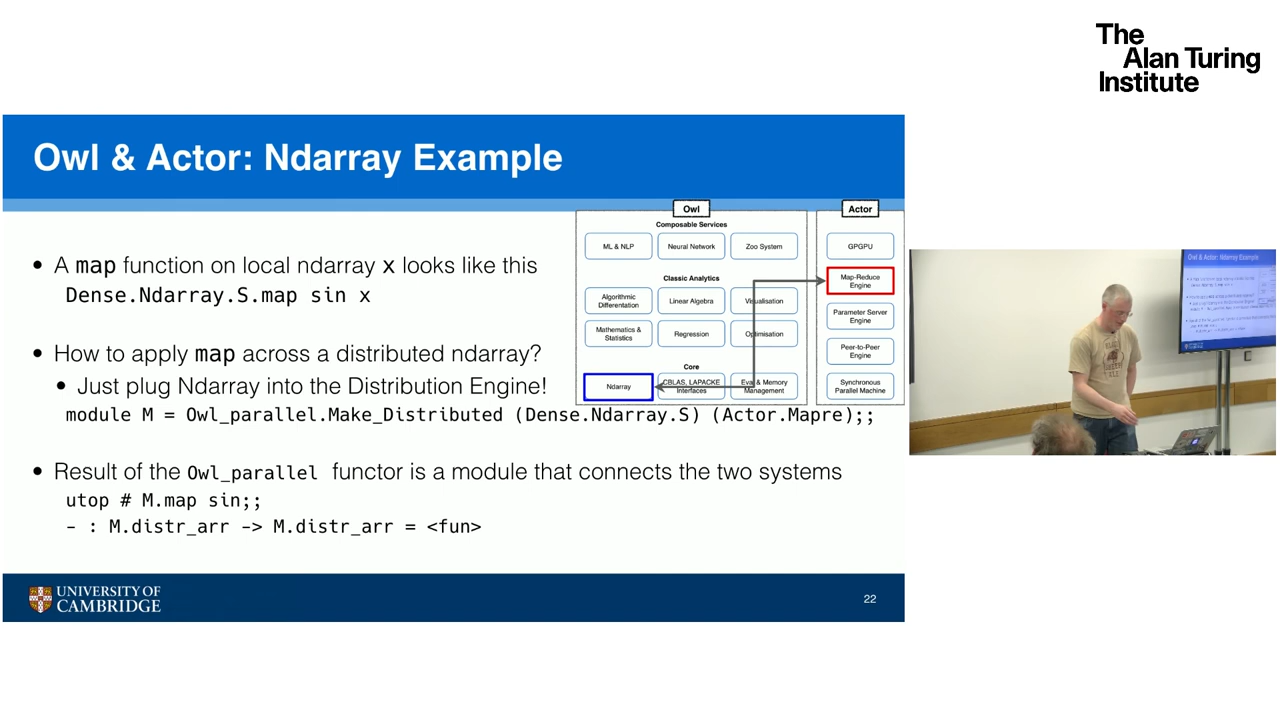 The
Alan Turing
Institute
Owl & Actor: Ndarray Example
• A map function on local ndarray x looks like this
Dense.Ndarray.S.map sin x
• How to apply map across a distributed ndarray?
• Just plug Ndarray into the Distribution Engine!
module M = Owl_parallel.Make_Distributed (Dense.Ndarray.S) (Actor.Mapre);;
• Result of the Owl_parallel functor is a module that connects the two systems
utop # M.map sin;;
- : M.distr_arr -> M.distr_arr = <fun>
Owl
Composable Services
ML & NLP
Neural Network
Zoo System
Classic Analytics
Algorithmic
Differentiation
Linear Algebra
Visualisation
Mathematics &
Statistics
Regression
Optimisation
Core
Ndarray
CBLAS, LAPACKE
Interfaces
Eval & Memory
Management
Actor
GPGPU
Map-Reduce
Engine
Parameter Server
Engine
Peer-to-Peer
Engine
Synchronous
Parallel Machine
UNIVERSITY OF
CAMBRIDGE
22
Owl & Actor: Ndarray Example